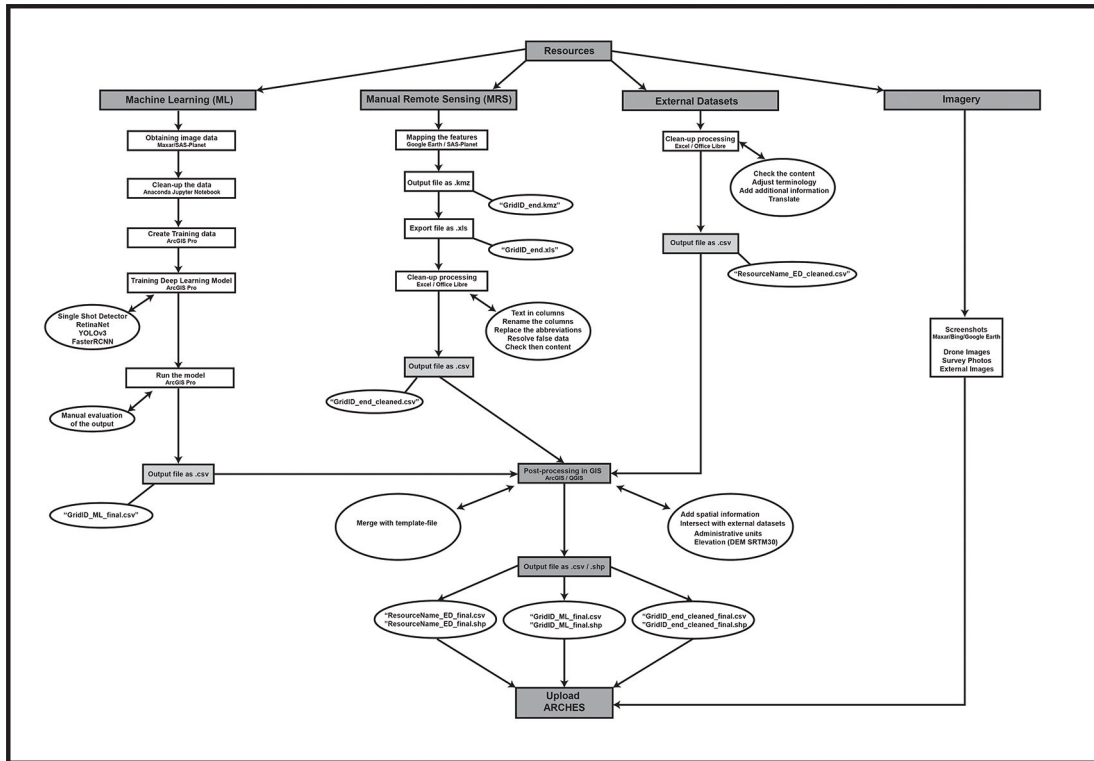 Resources
Machine Learning (ML)
Manual Remote Sensing (MRS)
External Datasets
Imagery
Obtaining image data
Maxar/SAS-Planet
Clean-up the data
Anaconda Jupyter Notebook
Create Training data
ArcGIS Pro
Training Deep Learning Model
ArcGIS Pro
Single Shot Detector
RetinaNet
YOLOv3
FasterRCNN
Run the model
ArcGIS Pro
Manual evaluation
of the output
Output file as .csv
“GridID_ML_final.csv”
Mapping the features
Google Earth / SAS-Planet
Output file as .kmz
“GridID_end.kmz”
Export file as .xls
“GridID_end.xls”
Clean-up processing
Excel / Office Libre
Text in columns
Rename the columns
Replace the abbreviations
Resolve false data
Check then content
Output file as .csv
“GridID_end_cleaned.csv”
Clean-up processing
Excel / Office Libre
Check the content
Adjust terminology
Add additional information
Translate
Output file as .csv
“ResourceName_ED_cleaned.csv”
Screenshots
Maxar/Bing/Google Earth
Drone Images
Survey Photos
External Images
Post-processing in GIS
ArcGIS / QGIS
Merge with template-file
Add spatial information
Intersect with external datasets
Administrative units
Elevation (DEM SRTM30)
Output file as .csv / .shp
“ResourceName_ED_final.csv
“ResourceName_ED_final.shp
“GridID_ML_final.csv
“GridID_ML_final.shp
“GridID_end_cleaned_final.csv
“GridID_end_cleaned_final.shp
Upload
ARCHES